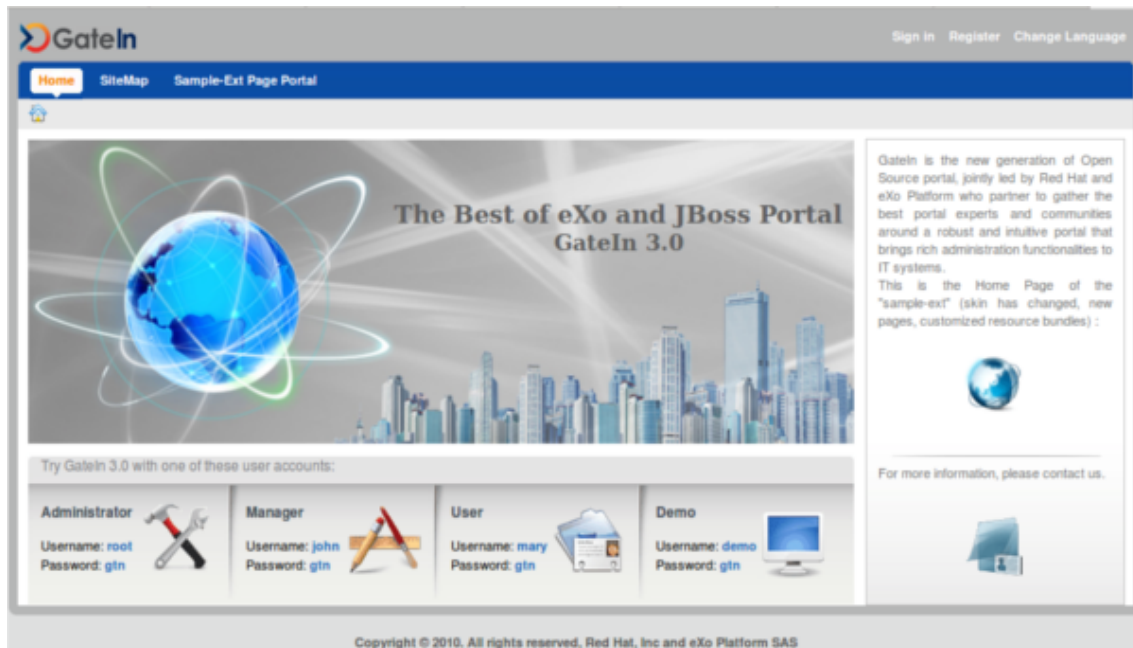 GateIn
Sign in Register Change Language
Home SiteMap Sample-Ext Page Portal
The Best of eXo and JBoss Portal
GateIn 3.0
GateIn is the new generation of Open
Source portal, jointly led by Red Hat and
eXo Platform who partner to gather the
best portal experts and communities
around a robust and intuitive portal that
brings rich administration functionalities to
IT systems.
This is the Home Page of the
"sample-ext" (skin has changed, new
pages, customized resource bundles) :
Try GateIn 3.0 with one of these user accounts:
Administrator
Username: root
Password: gtn
Manager
Username: john
Password: gtn
User
Username: mary
Password: gtn
Demo
Username: demo
Password: gtn
For more information, please contact us.
Copyright © 2010. All rights reserved, Red Hat, Inc and eXo Platform SAS